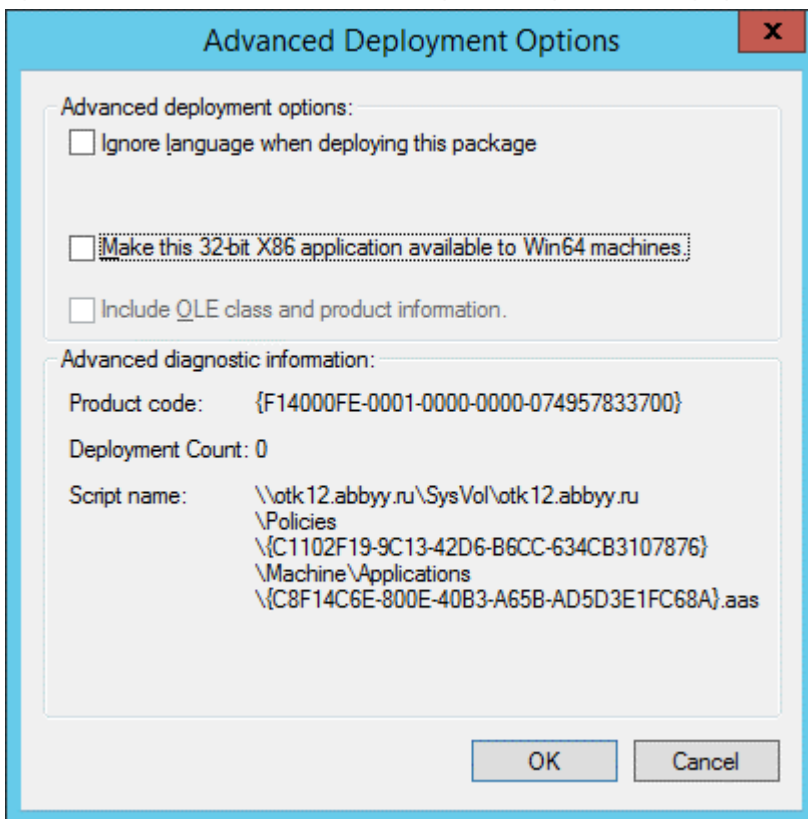 Advanced Deployment Options
x
Advanced deployment options:
Ignore language when deploying this package
Make this 32-bit X86 application available to Win64 machines.
Include OLE class and product information.
Advanced diagnostic information:
Product code: {F14000FE-0001-0000-0000-074957833700}
Deployment Count: 0
Script name: \\otk12.abbyy.ru\SysVol\otk12.abbyy.ru
\Policies
\{C1102F19-9C13-42D6-B6CC-634CB3107876}
\Machine\Applications
\{C8F14C6E-800E-40B3-A65B-AD5D3E1FC68A}.aas
OK Cancel